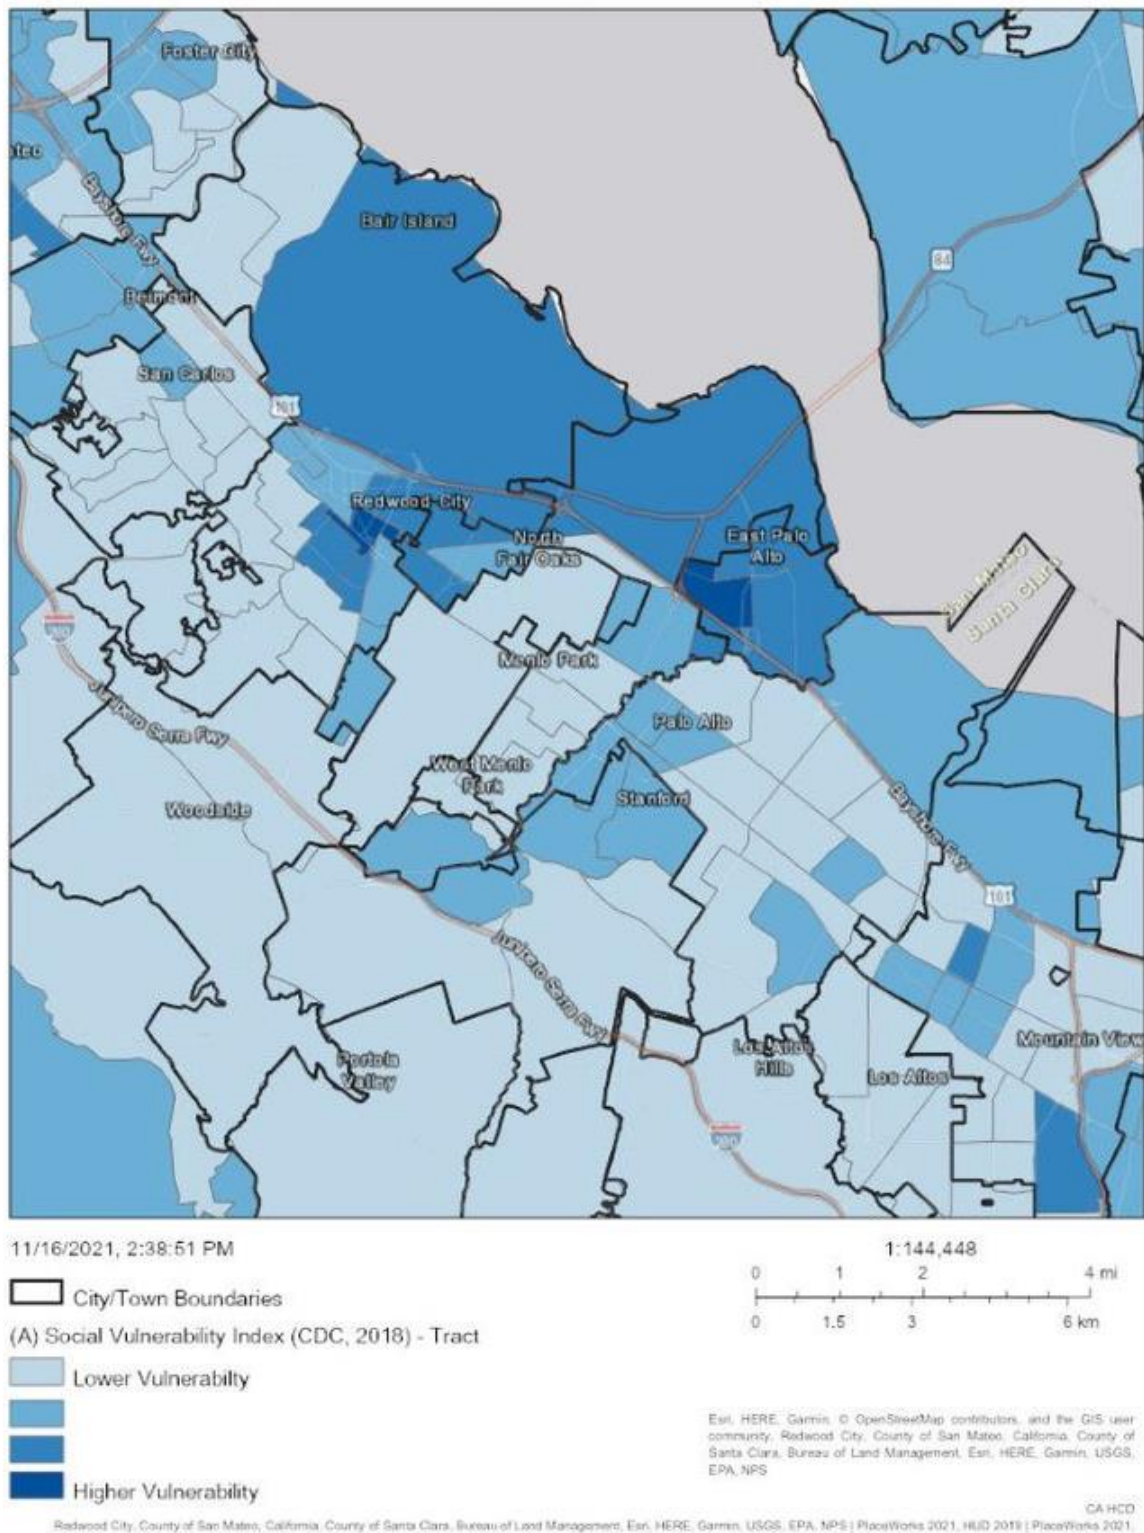 Foster City
teo
Bayshore Fwy
Bair Island
84
Belmont
San Carlos
101
Redwood City
North
Fair Oaks
East Palo
Alto
San Mateo
Santa Clara
280
Menlo Park
Junipero Serra Fwy
Palo Alto
West Menlo
Park
Stanford
Woodside
Bayshore Fwy
101
Junipero Serra Fwy
Portola
Valley
Los Altos
Hills
Los Altos
Mountain View
280
11/16/2021, 2:38:51 PM
1:144,448
0 1 2 4 mi
0 1.5 3 6 km
City/Town Boundaries
(A) Social Vulnerability Index (CDC, 2018) - Tract
Lower Vulnerabilty
Higher Vulnerability
Esri, HERE, Garmin, © OpenStreetMap contributors, and the GIS user
community, Redwood City, County of San Mateo, California, County of
Santa Clara, Bureau of Land Management, Esri, HERE, Garmin, USGS,
EPA, NPS
CA HCD
Redwood City, County of San Mateo, California, County of Santa Clara, Bureau of Land Management, Esri, HERE, Garmin, USGS, EPA, NPS | PlaceWorks 2021, HUD 2019 | PlaceWorks 2021